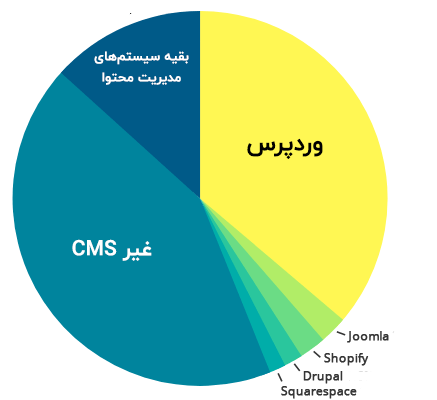 بقیه سیستم‌های
مدیریت محتوا
وردپرس
غیر CMS
Joomla
Shopify
Drupal
Squarespace